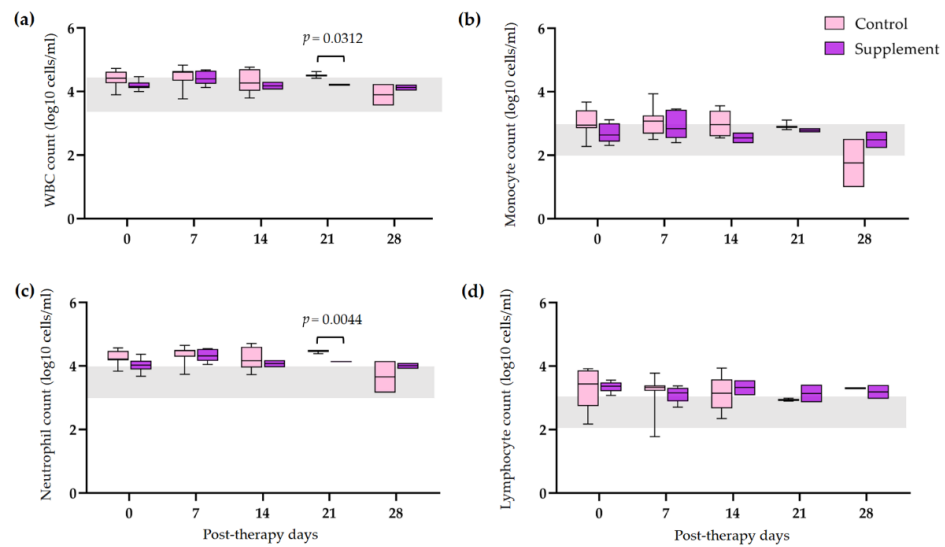 (a)
WBC count (log10 cells/ml)
6
4
2
0
p = 0.0312
0 7 14 21 28
(b)
Monocyte count (log10 cells/ml)
6
4
2
0
0 7 14 21 28
Control
Supplement
(c)
Neutrophil count (log10 cells/ml)
6
4
2
0
p = 0.0044
0 7 14 21 28
Post-therapy days
(d)
Lymphocyte count (log10 cells/ml)
6
4
2
0
0 7 14 21 28
Post-therapy days